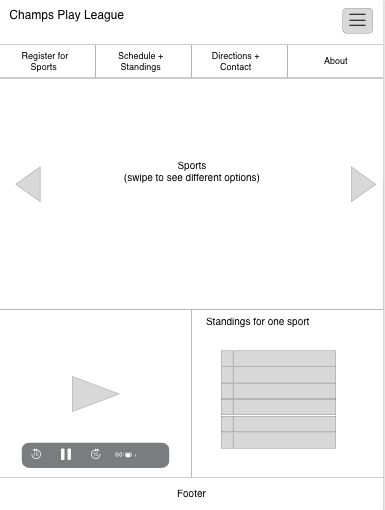 Champs Play League
Register for
Sports
Schedule +
Standings
Directions +
Contact
About
Sports
(swipe to see different options)
Standings for one sport
Footer